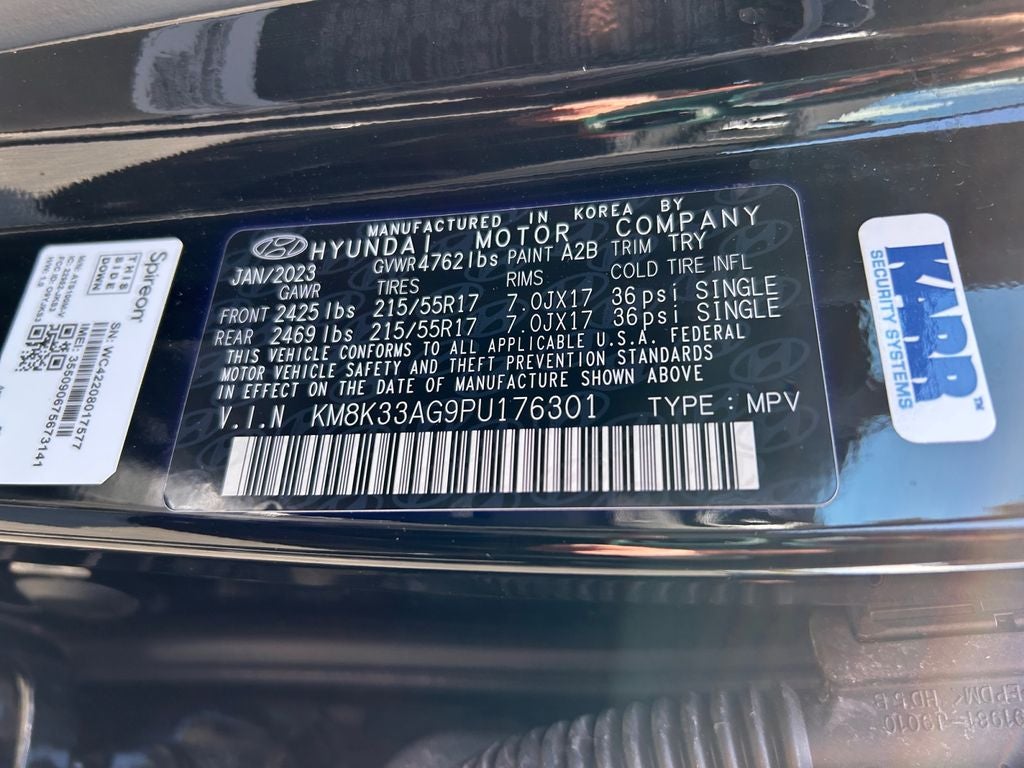 MANUFACTURED IN KOREA BY
HYUNDAI MOTOR COMPANY
JAN/2023 GVWR 4762 lbs PAINT A2B TRIM TRY
GAWR TIRES RIMS COLD TIRE INFL
FRONT 2425 lbs 215/55R17 7.0JX17 36 psi SINGLE
REAR 2469 lbs 215/55R17 7.0JX17 36 psi SINGLE
THIS VEHICLE CONFORMS TO ALL APPLICABLE U.S.A. FEDERAL
MOTOR VEHICLE SAFETY AND THEFT PREVENTION STANDARDS
IN EFFECT ON THE DATE OF MANUFACTURE SHOWN ABOVE
V.I.N KM8K33AG9PU176301 TYPE : MPV
Spireon
THIS
SIDE
DOWN
IMEI: 356090675673141
KARR
SECURITY SYSTEMS
TM